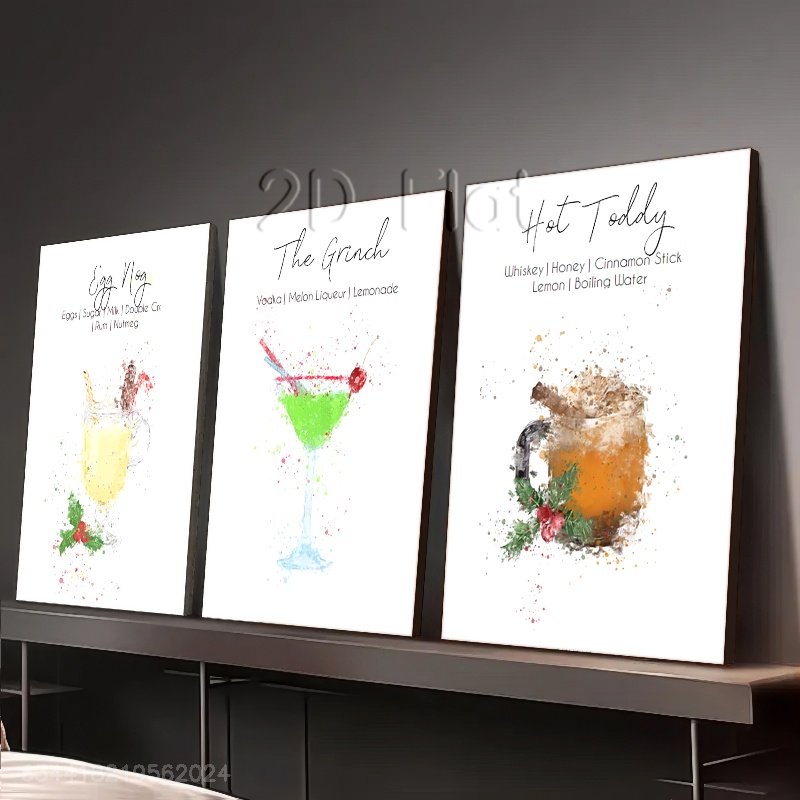 2D Flat
Egg Nog
Eggs | Sugar | Milk | Double Cr
| Rum | Nutmeg
The Grinch
Vodka | Melon Liqueur | Lemonade
Hot Toddy
Whiskey | Honey | Cinnamon Stick
Lemon | Boiling Water